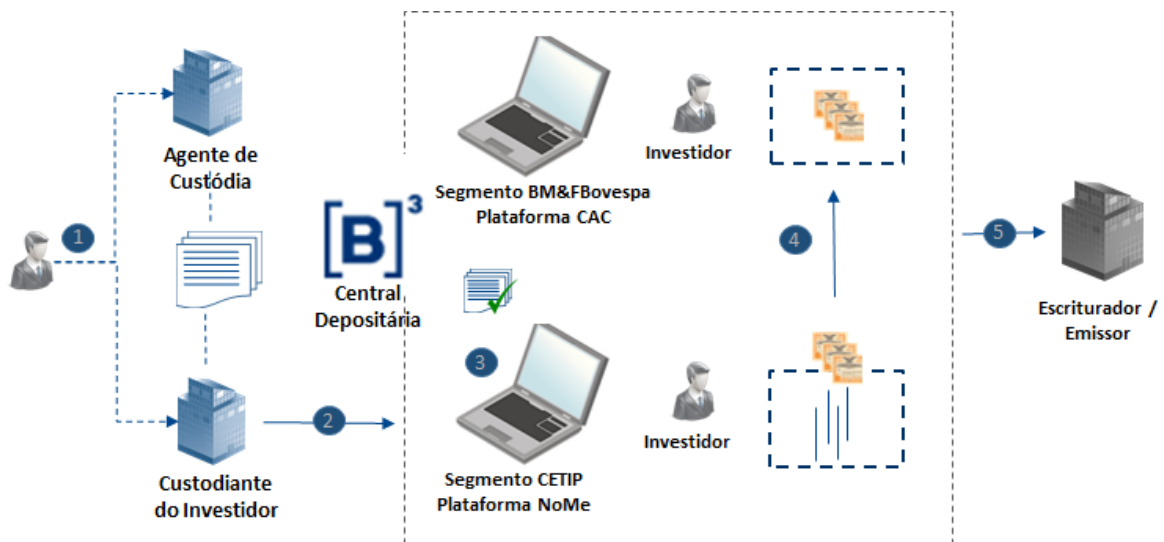 Agente de
Custódia
1
[B]³
Central
Depositária
Custodiante
do Investidor
2
Segmento BM&FBovespa
Plataforma CAC
Investidor
3
Segmento CETIP
Plataforma NoMe
Investidor
4
5
Escriturador /
Emissor